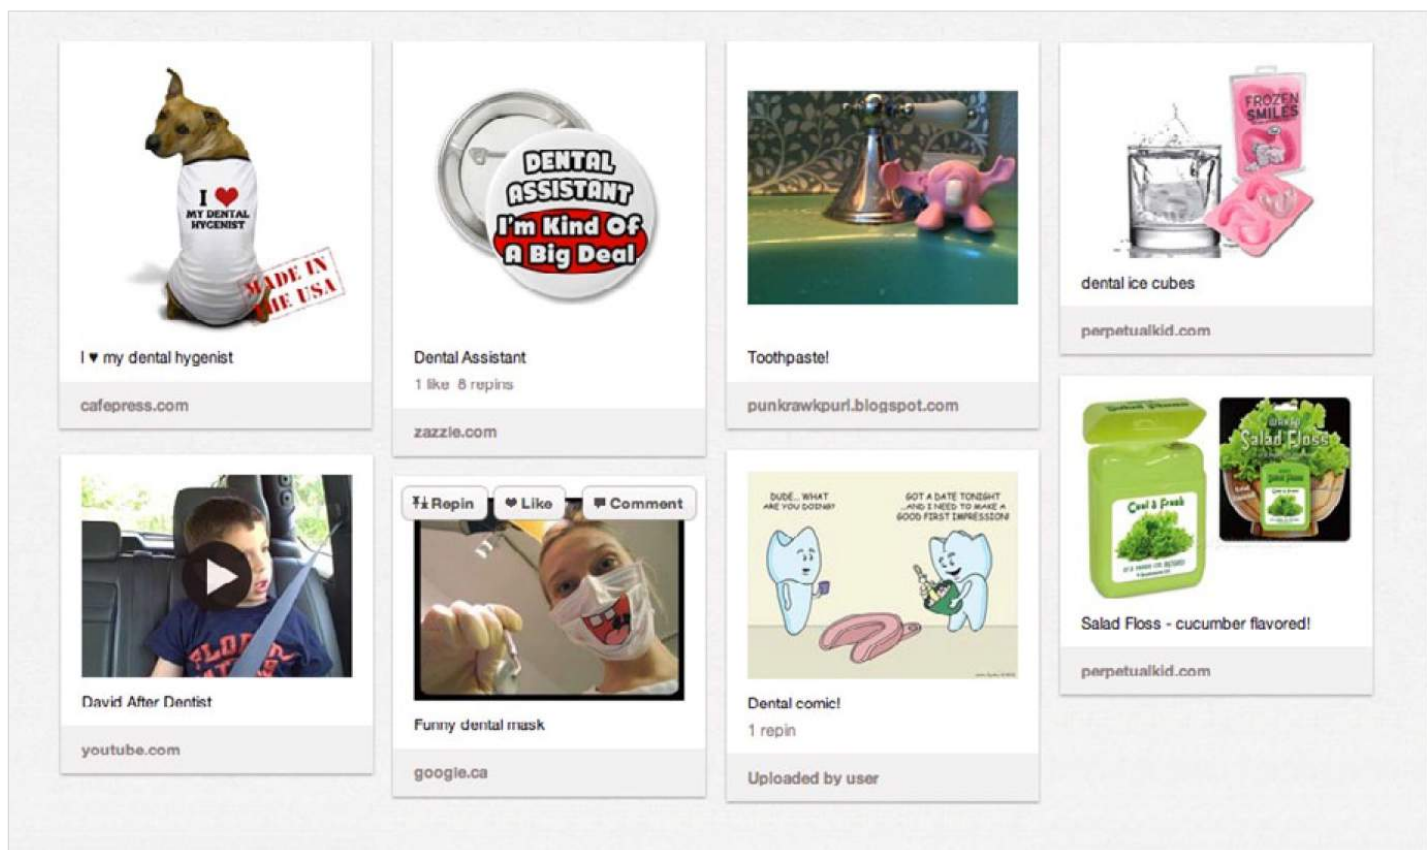 I ♥
MY DENTAL
HYGENIST
MADE IN
THE USA
I ♥ my dental hygenist
cafepress.com
DENTAL
ASSISTANT
I'm Kind Of
A Big Deal
Dental Assistant
1 like 8 repins
zazzle.com
Toothpaste!
punkrawkpurl.blogspot.com
FROZEN
SMILES
dental ice cubes
perpetualkid.com
David After Dentist
youtube.com
Repin
Like
Comment
Funny dental mask
google.ca
DUDE... WHAT
ARE YOU DOING?
GOT A DATE TONIGHT
...AND I NEED TO MAKE A
GOOD FIRST IMPRESSION!
Dental comic!
1 repin
Uploaded by user
Salad Floss
Cool & Fresh
Salad Floss
Salad Floss - cucumber flavored!
perpetualkid.com